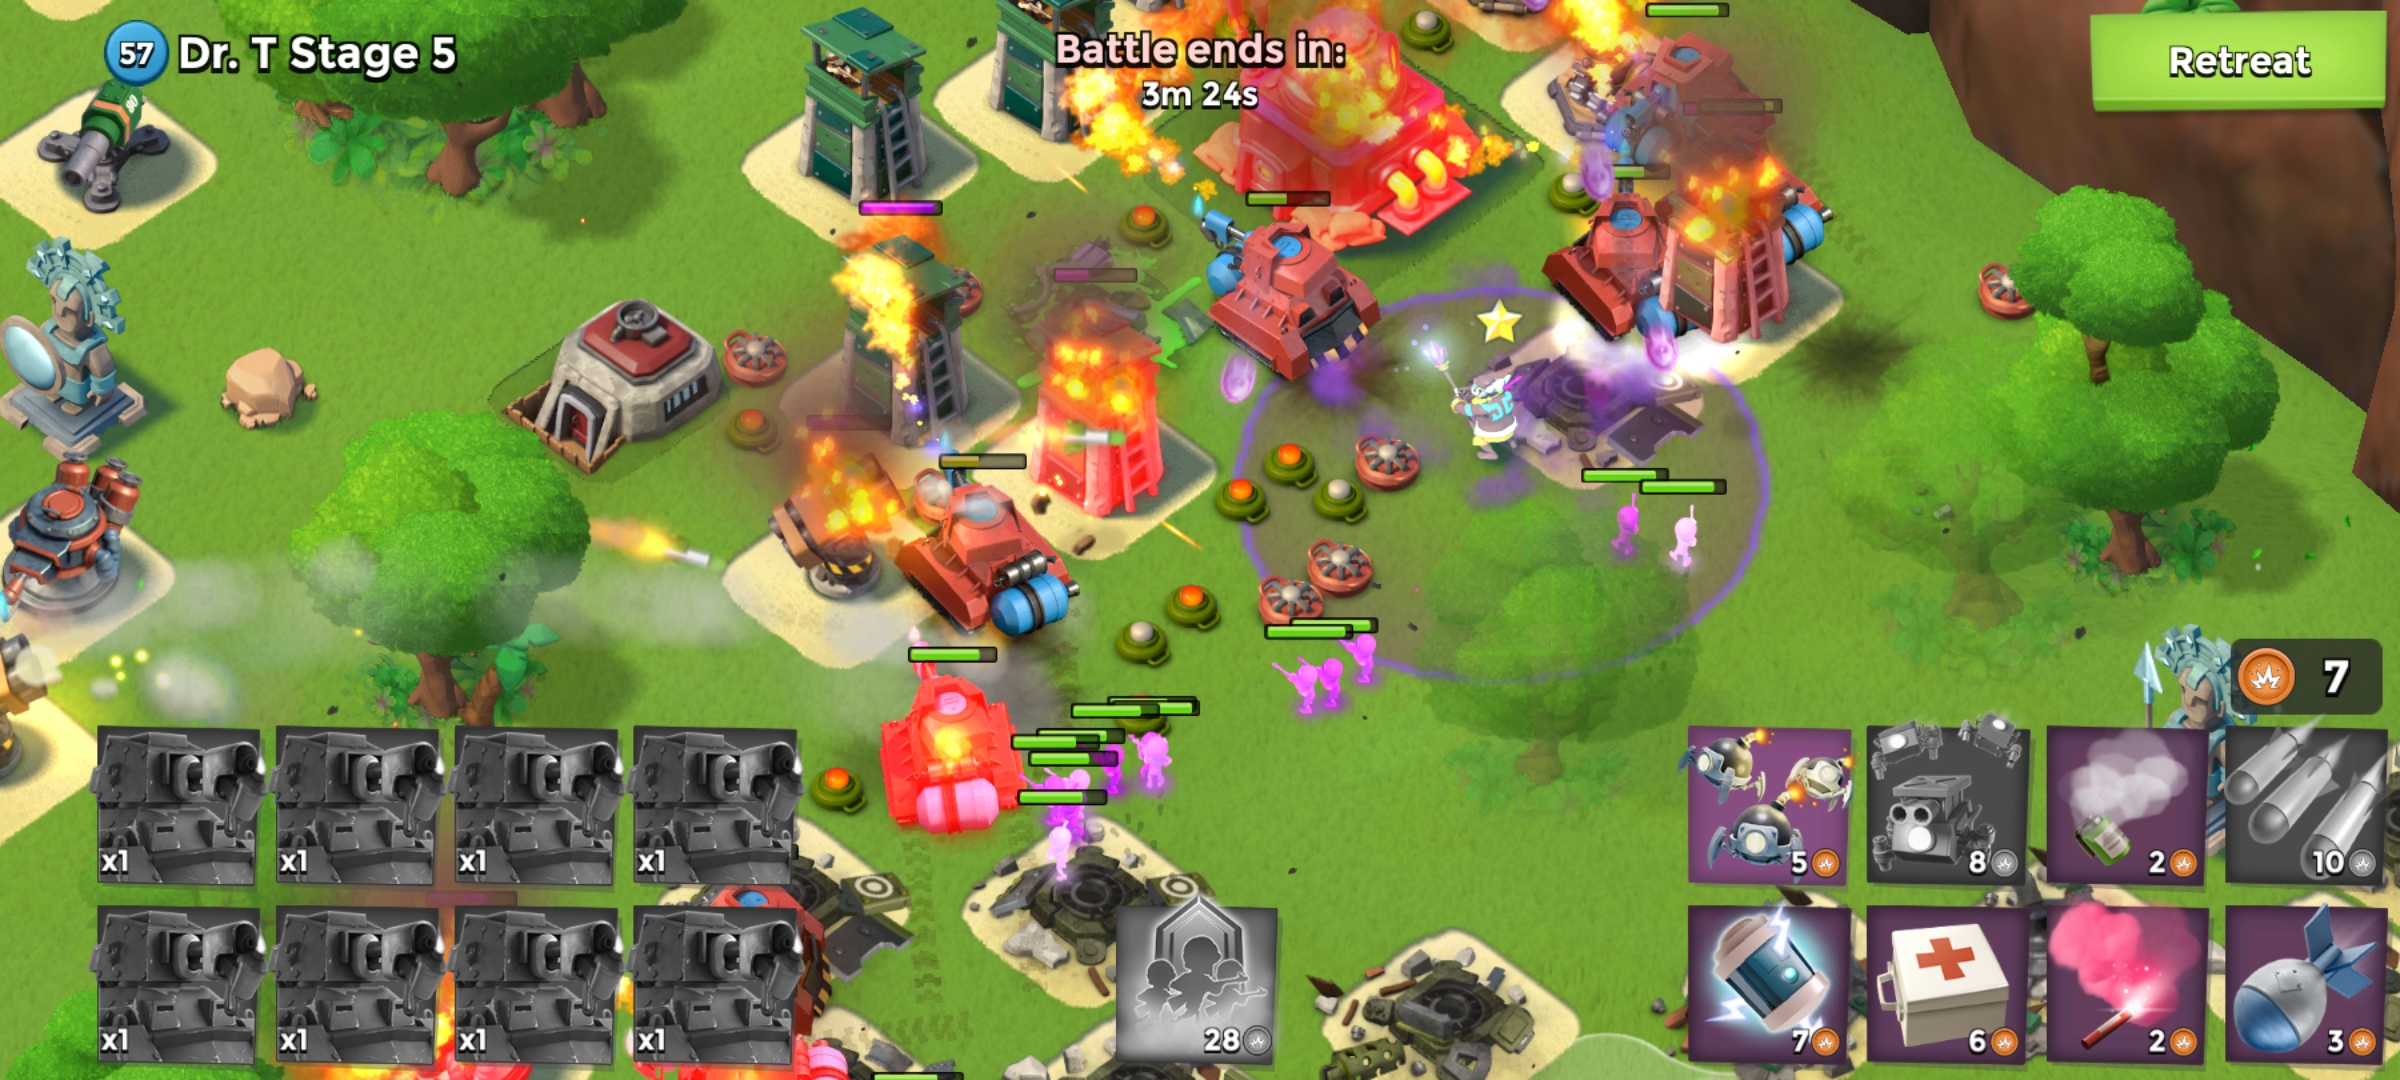 57 Dr. T Stage 5
Battle ends in:
3m 24s
Retreat
80
7
x1 x1 x1 x1
5 8 2 10
x1 x1 x1 x1
28
7 6 2 3